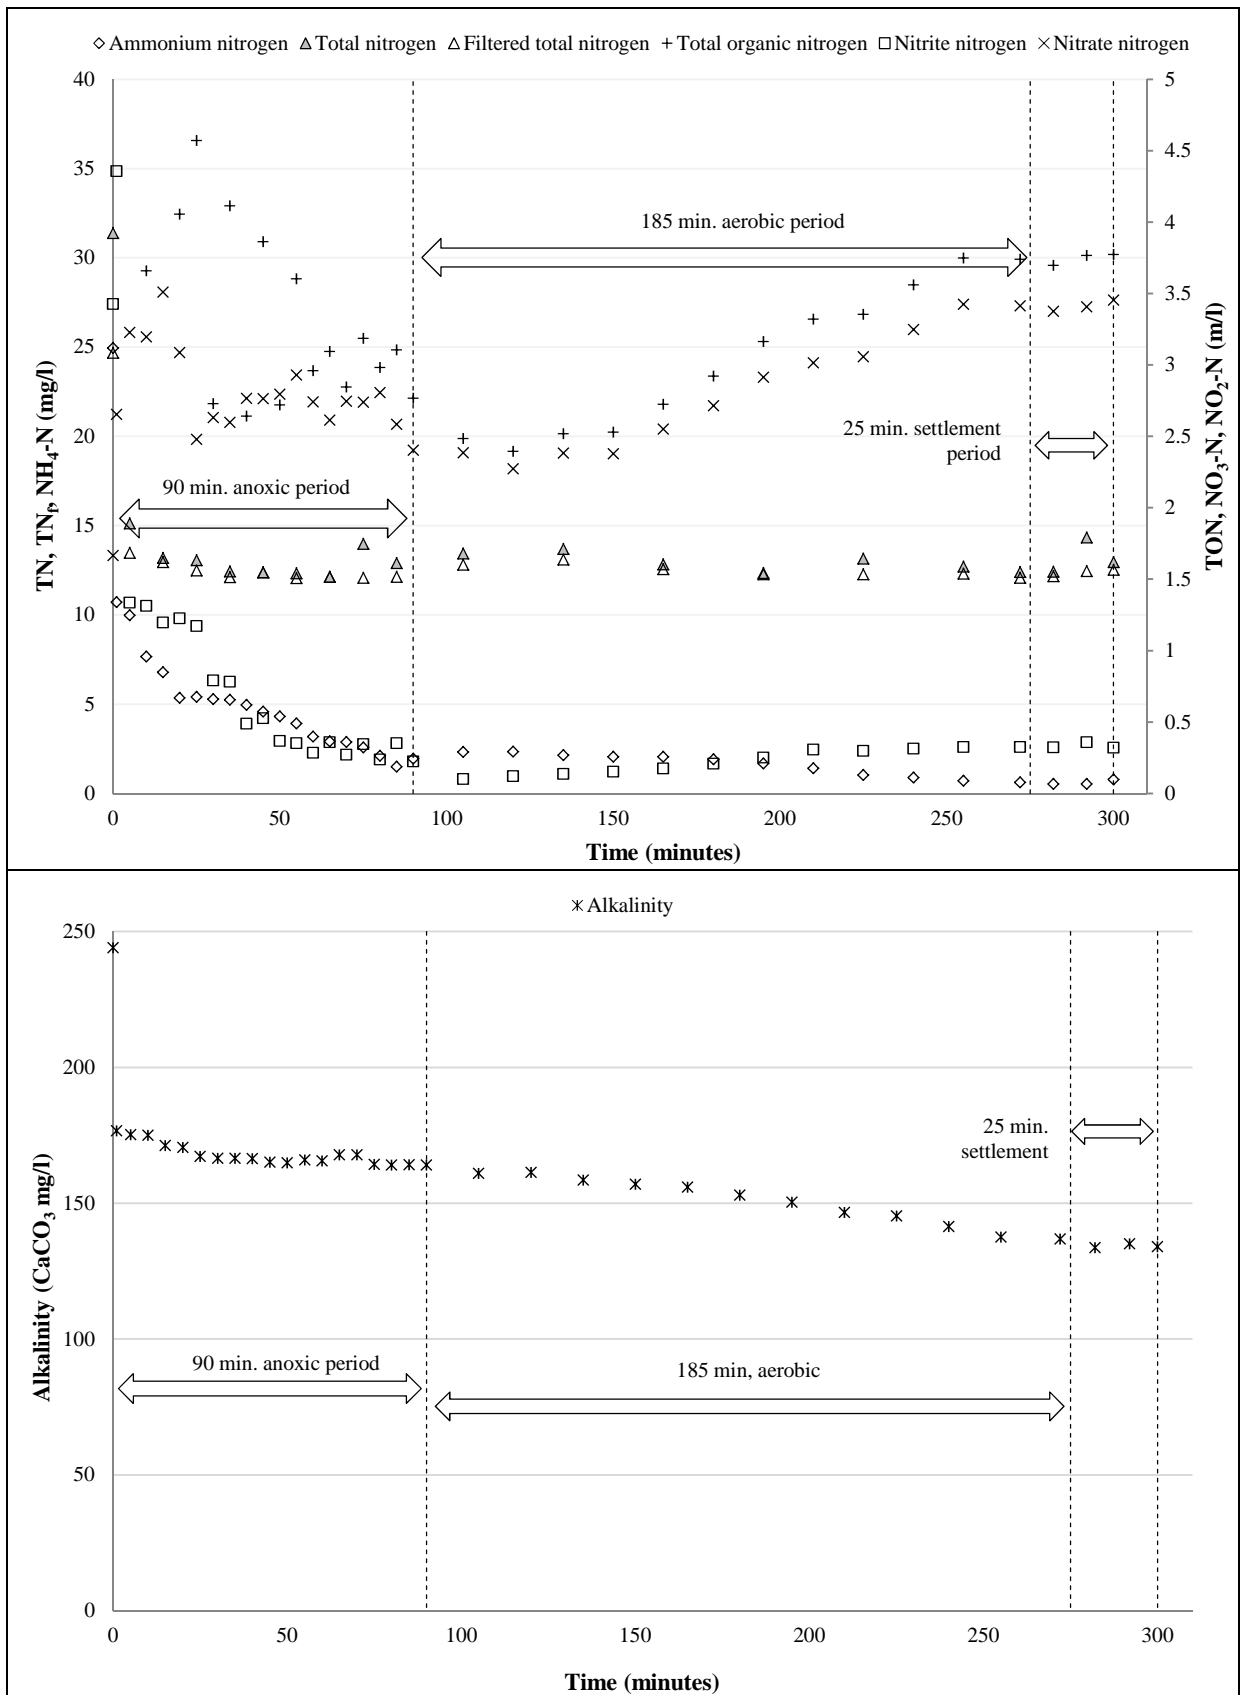 Ammonium nitrogen Total nitrogen Filtered total nitrogen Total organic nitrogen Nitrite nitrogen Nitrate nitrogen
40
35
30
25
20
15
10
5
0
TN, TNf, NH4-N (mg/l)
5
4.5
4
3.5
3
2.5
2
1.5
1
0.5
0
TON, NO3-N, NO2-N (m/l)
185 min. aerobic period
25 min. settlement
period
90 min. anoxic period
0 50 100 150 200 250 300
Time (minutes)
Alkalinity
250
200
150
100
50
0
Alkalinity (CaCO3 mg/l)
25 min.
settlement
90 min. anoxic period
185 min, aerobic
0 50 100 150 200 250 300
Time (minutes)